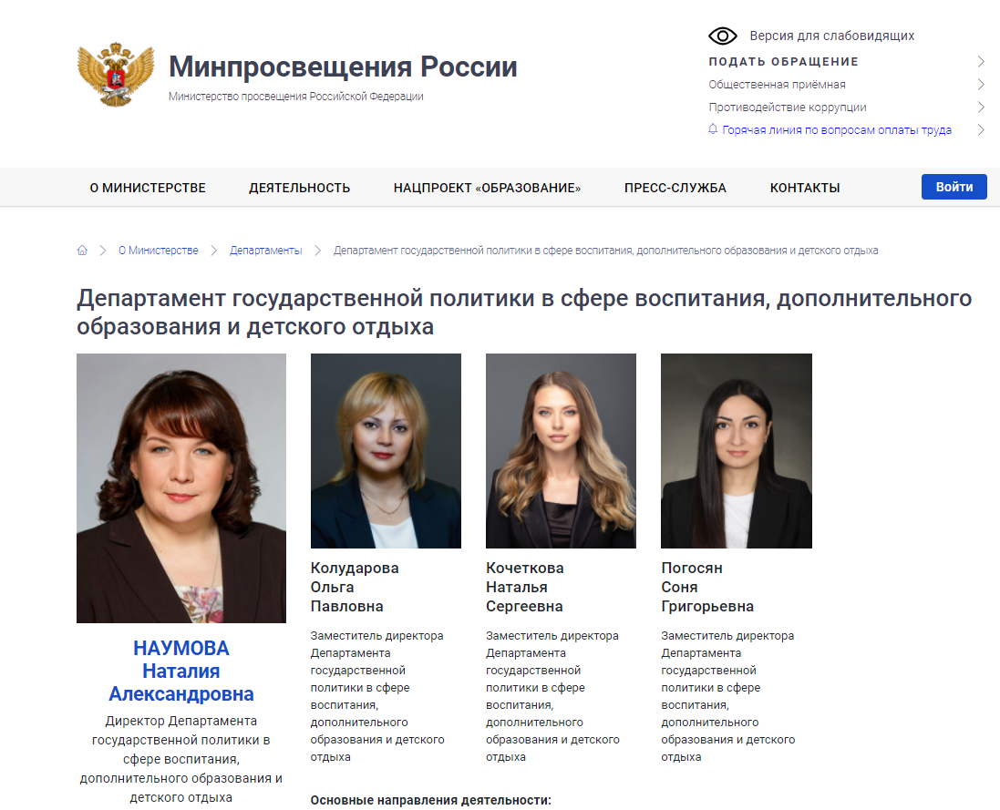 Минпросвещения России
Министерство просвещения Российской Федерации
Версия для слабовидящих
ПОДАТЬ ОБРАЩЕНИЕ
Общественная приёмная
Противодействие коррупции
Горячая линия по вопросам оплаты труда
О МИНИСТЕРСТВЕ ДЕЯТЕЛЬНОСТЬ НАЦПРОЕКТ «ОБРАЗОВАНИЕ» ПРЕСС-СЛУЖБА КОНТАКТЫ Войти
О Министерстве Департаменты Департамент государственной политики в сфере воспитания, дополнительного образования и детского отдыха
Департамент государственной политики в сфере воспитания, дополнительного
образования и детского отдыха
НАУМОВА
Наталия
Александровна
Директор Департамента
государственной политики в
сфере воспитания,
дополнительного образования и
детского отдыха
Колударова
Ольга
Павловна
Заместитель директора
Департамента
государственной
политики в сфере
воспитания,
дополнительного
образования и детского
отдыха
Кочеткова
Наталья
Сергеевна
Заместитель директора
Департамента
государственной
политики в сфере
воспитания,
дополнительного
образования и детского
отдыха
Погосян
Соня
Григорьевна
Заместитель директора
Департамента
государственной
политики в сфере
воспитания,
дополнительного
образования и детского
отдыха
Основные направления деятельности: